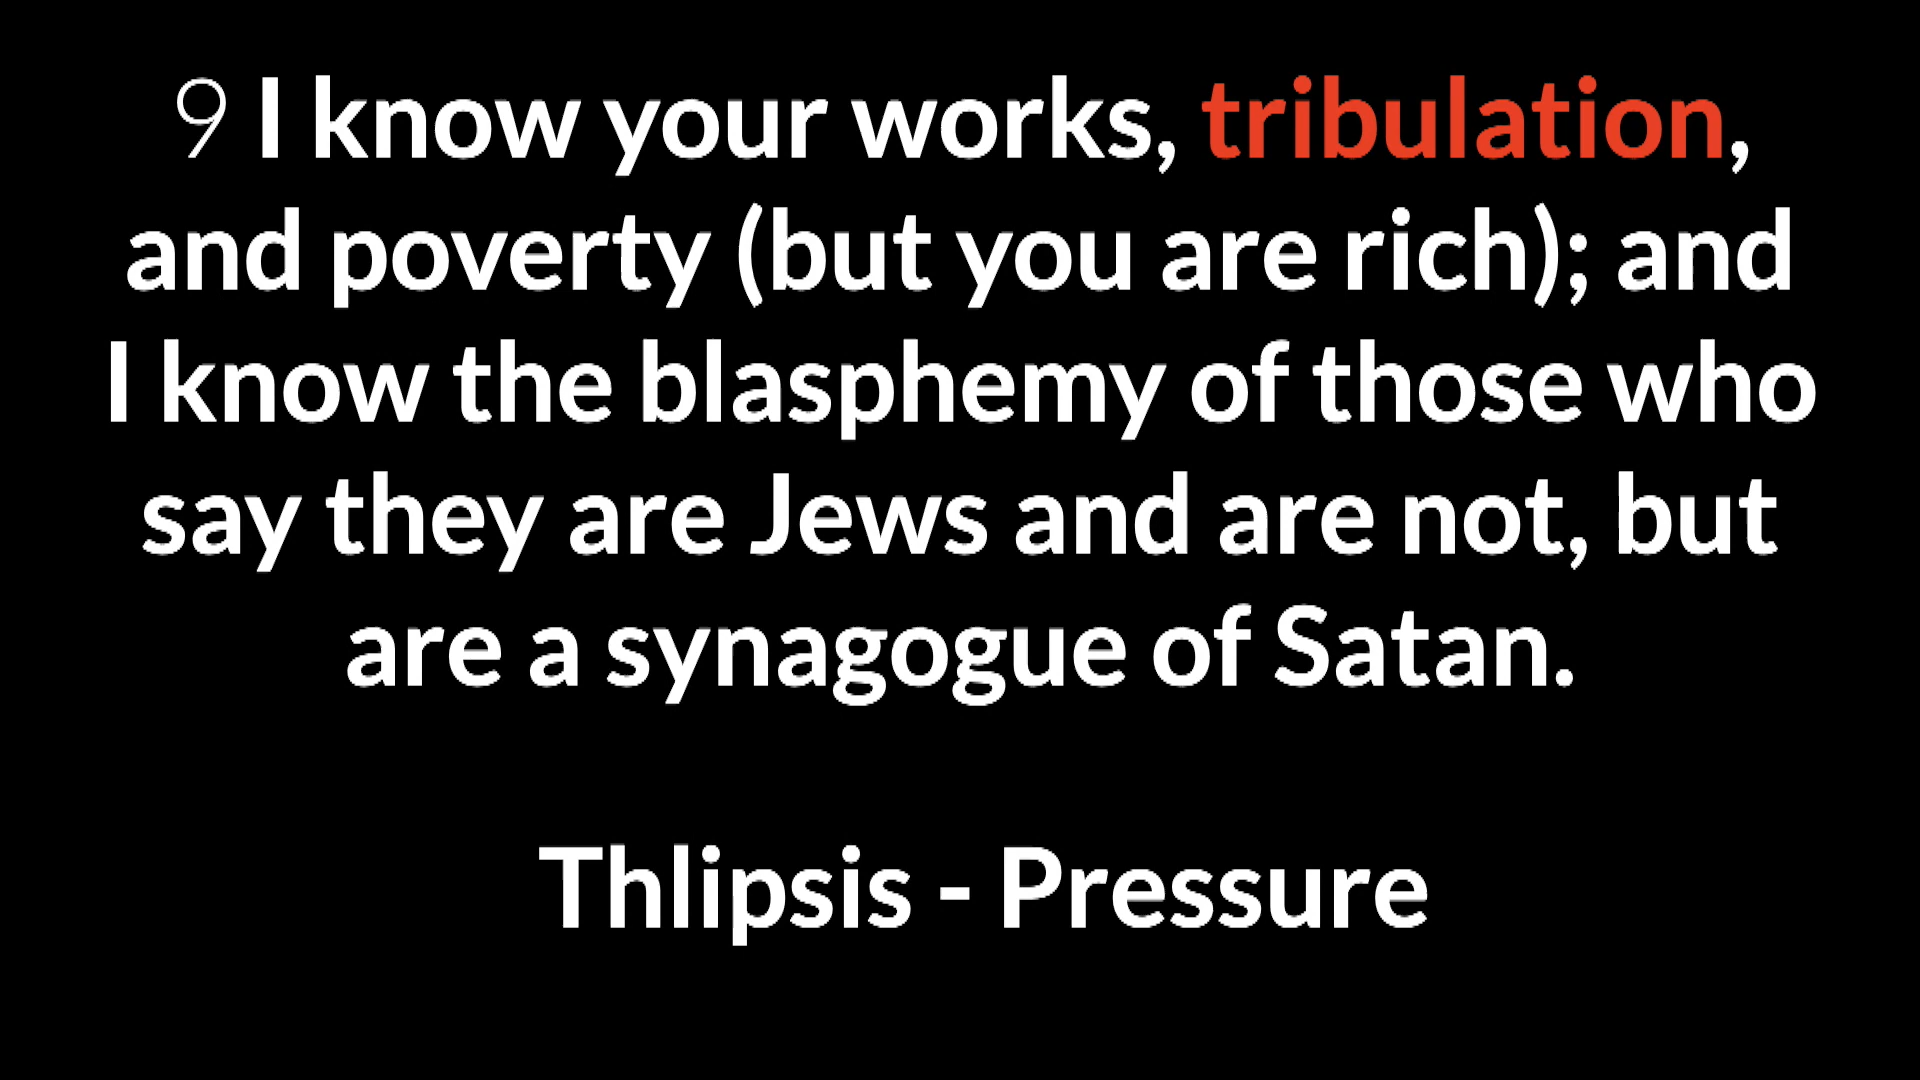 9 I know your works, tribulation,
and poverty (but you are rich); and
I know the blasphemy of those who
say they are Jews and are not, but
are a synagogue of Satan.
Thlipsis - Pressure